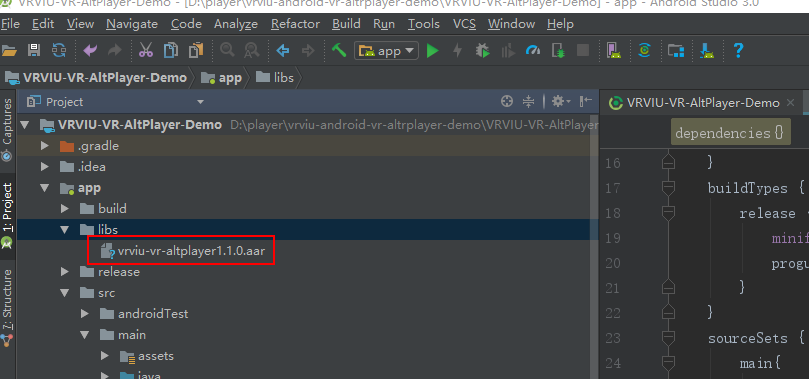 VRVIU-VR-AltPlayer-Demo - [D:\player\vrviu-android-vr-altrplayer-demo\VRVIU-VR-AltPlayer-Demo] - app - Android Studio 3.0
File Edit View Navigate Code Analyze Refactor Build Run Tools VCS Window Help
app
VRVIU-VR-AltPlayer-Demo app libs
Captures
1: Project
7: Structure
Project
VRVIU-VR-AltPlayer-Demo D:\player\vrviu-android-vr-altrplayer-demo\VRVIU-VR-AltPlayer
.gradle
.idea
app
build
libs
vrviu-vr-altplayer1.1.0.aar
release
src
androidTest
main
assets
java
VRVIU-VR-AltPlayer-Demo
dependencies{}
16 }
17 buildTypes {
18 release
19 minif
20 progu
21 }
22 }
23 sourceSets {
24 main{